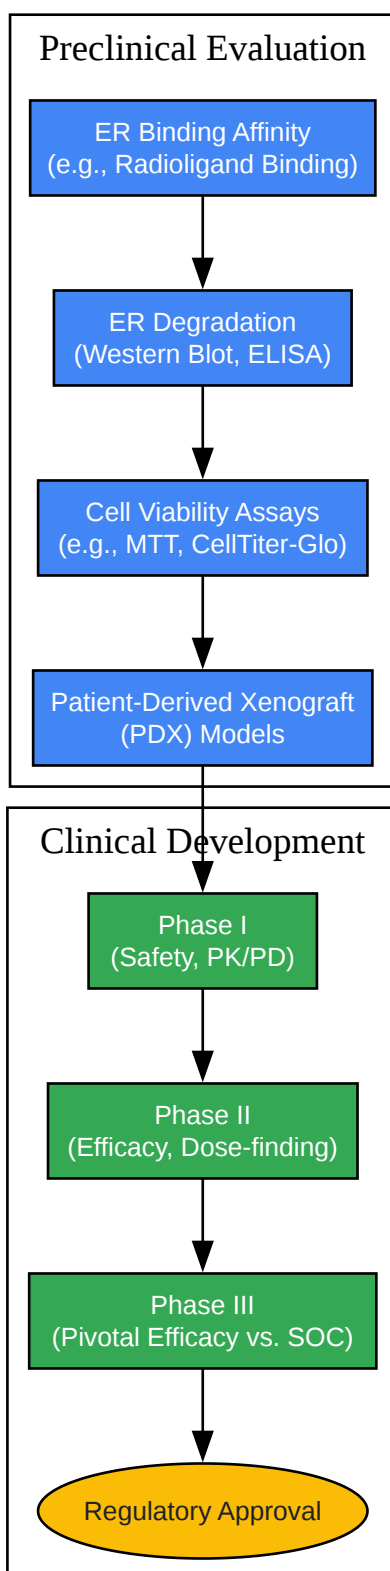 Preclinical Evaluation
ER Binding Affinity
(e.g., Radioligand Binding)
ER Degradation
(Western Blot, ELISA)
Cell Viability Assays
(e.g., MTT, CellTiter-Glo)
Patient-Derived Xenograft
(PDX) Models
Clinical Development
Phase I
(Safety, PK/PD)
Phase II
(Efficacy, Dose-finding)
Phase III
(Pivotal Efficacy vs. SOC)
Regulatory Approval